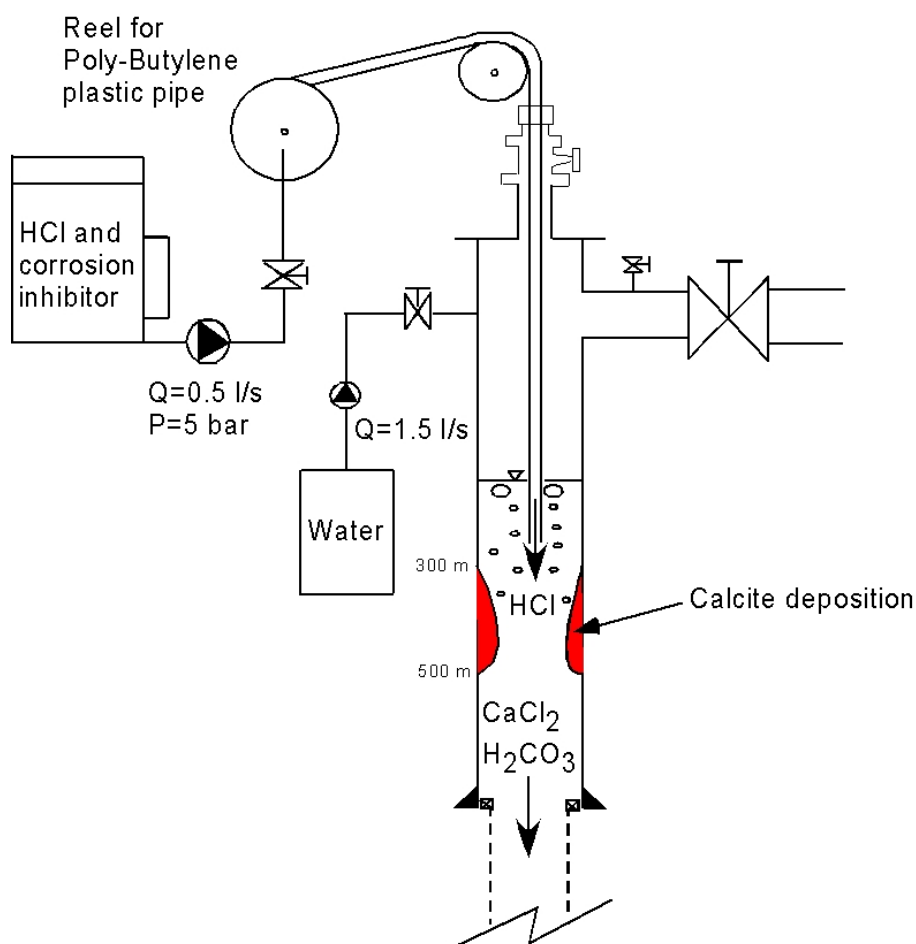 Reel for
Poly-Butylene
plastic pipe
HCl and
corrosion
inhibitor
Q=0.5 l/s
P=5 bar
Q=1.5 l/s
Water
300 m
HCl
Calcite deposition
500 m
CaCl2
H2CO3